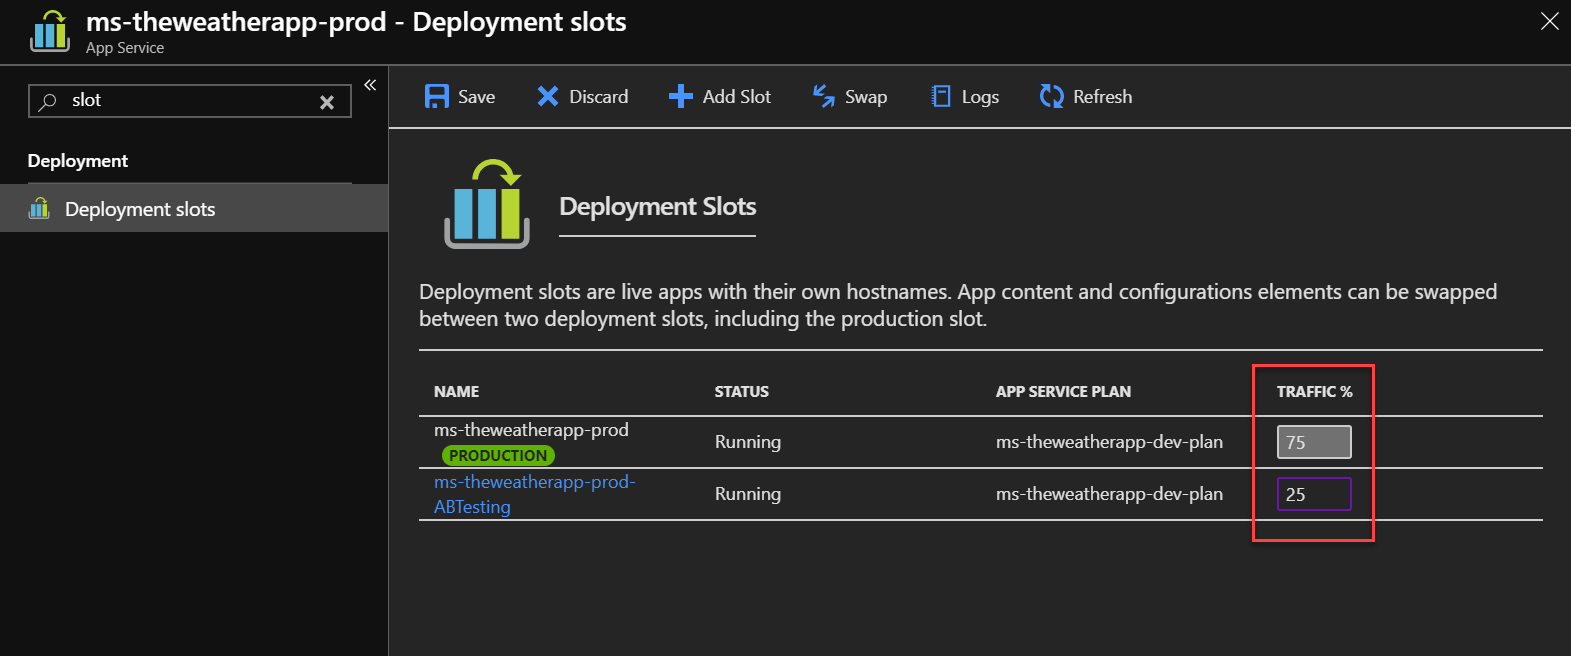 ms-theweatherapp-prod - Deployment slots
App Service
slot
Deployment
Deployment slots
Save Discard Add Slot Swap Logs Refresh
Deployment Slots
Deployment slots are live apps with their own hostnames. App content and configurations elements can be swapped
between two deployment slots, including the production slot.
NAME STATUS APP SERVICE PLAN TRAFFIC %
ms-theweatherapp-prod Running ms-theweatherapp-dev-plan 75
PRODUCTION
ms-theweatherapp-prod- Running ms-theweatherapp-dev-plan 25
ABTesting